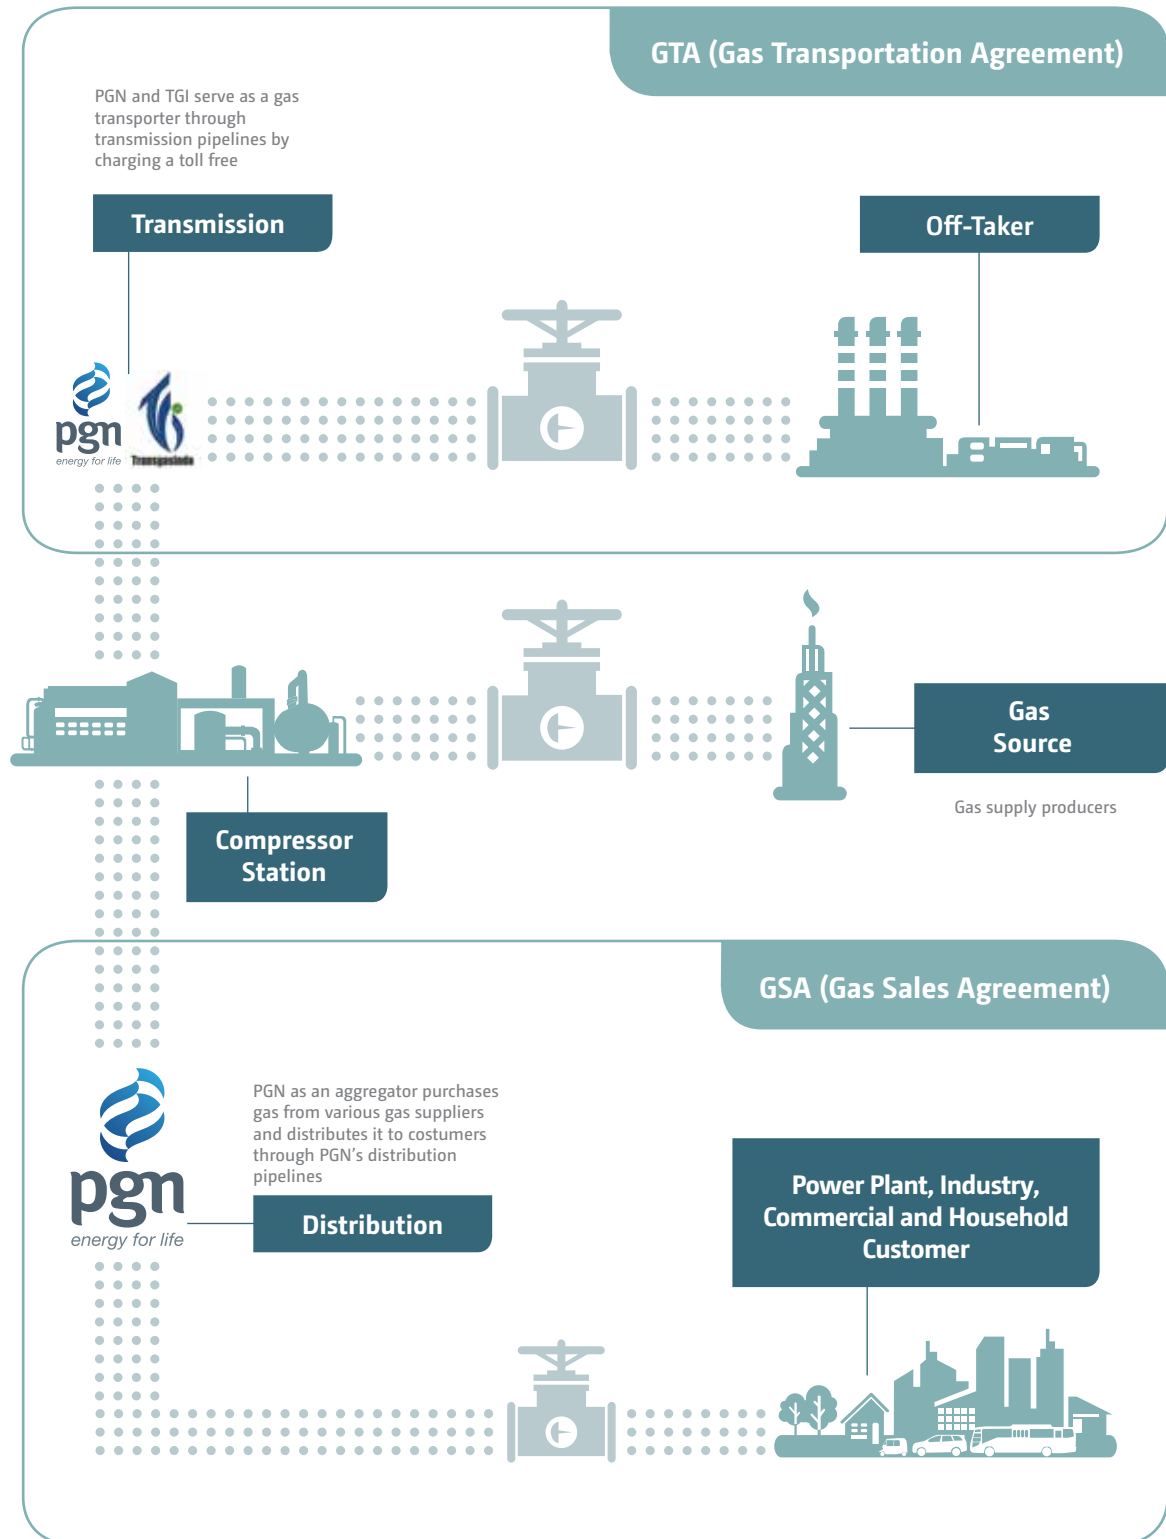 GTA (Gas Transportation Agreement)
PGN and TGI serve as a gas
transporter through
transmission pipelines by
charging a toll free
Transmission
Off-Taker
pgn
energy for life
Transgasindo
Gas
Source
Gas supply producers
Compressor
Station
GSA (Gas Sales Agreement)
PGN as an aggregator purchases
gas from various gas suppliers
and distributes it to costumers
through PGN's distribution
pipelines
pgn
energy for life
Distribution
Power Plant, Industry,
Commercial and Household
Customer